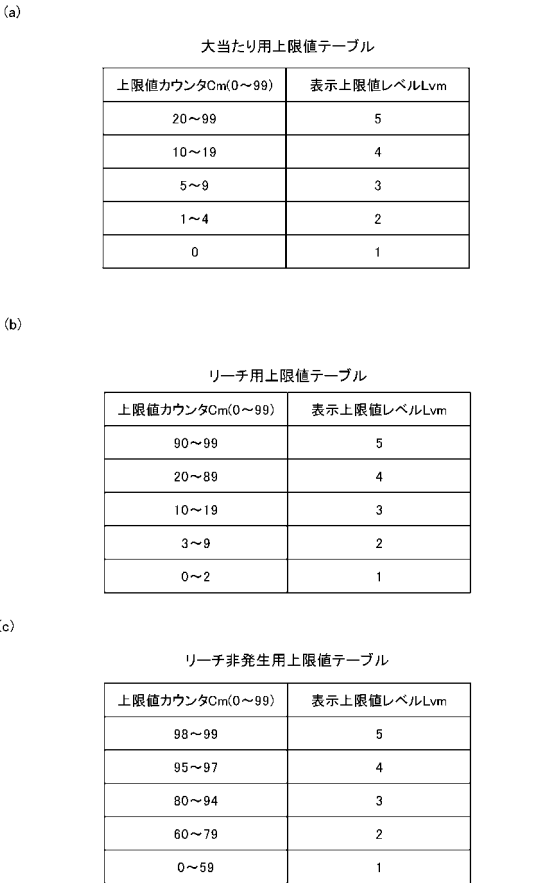 (a)
大当たり用上限値テーブル
上限値カウンタCm(0～99) 表示上限値レベルLvm
20～99 5
10～19 4
5～9 3
1～4 2
0 1
(b)
リーチ用上限値テーブル
上限値カウンタCm(0～99) 表示上限値レベルLvm
90～99 5
20～89 4
10～19 3
3～9 2
0～2 1
(c)
リーチ非発生用上限値テーブル
上限値カウンタCm(0～99) 表示上限値レベルLvm
98～99 5
95～97 4
80～94 3
60～79 2
0～59 1